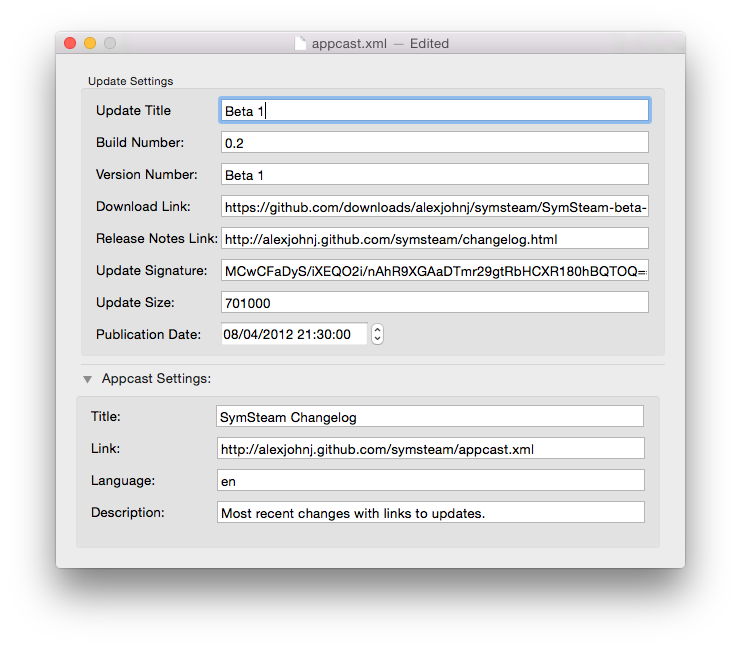 appcast.xml — Edited
Update Settings
Update Title Beta 1
Build Number: 0.2
Version Number: Beta 1
Download Link: https://github.com/downloads/alexjohnj/symsteam/SymSteam-beta-
Release Notes Link: http://alexjohnj.github.com/symsteam/changelog.html
Update Signature: MCwCFaDyS/iXEQO2i/nAhR9XGAaDTmr29gtRbHCXR180hBQTOQ=
Update Size: 701000
Publication Date: 08/04/2012 21:30:00
Appcast Settings:
Title: SymSteam Changelog
Link: http://alexjohnj.github.com/symsteam/appcast.xml
Language: en
Description: Most recent changes with links to updates.